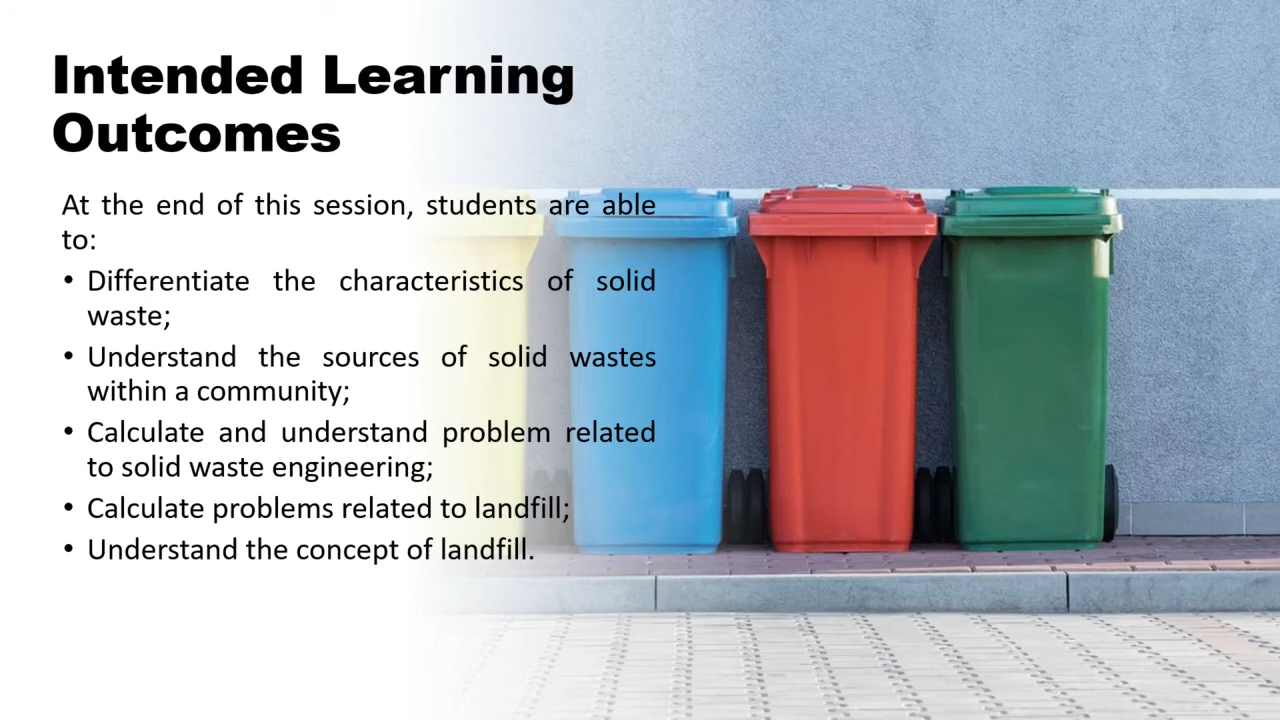 Intended Learning
Outcomes
At the end of this session, students are able
to:
• Differentiate the characteristics of solid
waste;
• Understand the sources of solid wastes
within a community;
• Calculate and understand problem related
to solid waste engineering;
• Calculate problems related to landfill;
• Understand the concept of landfill.